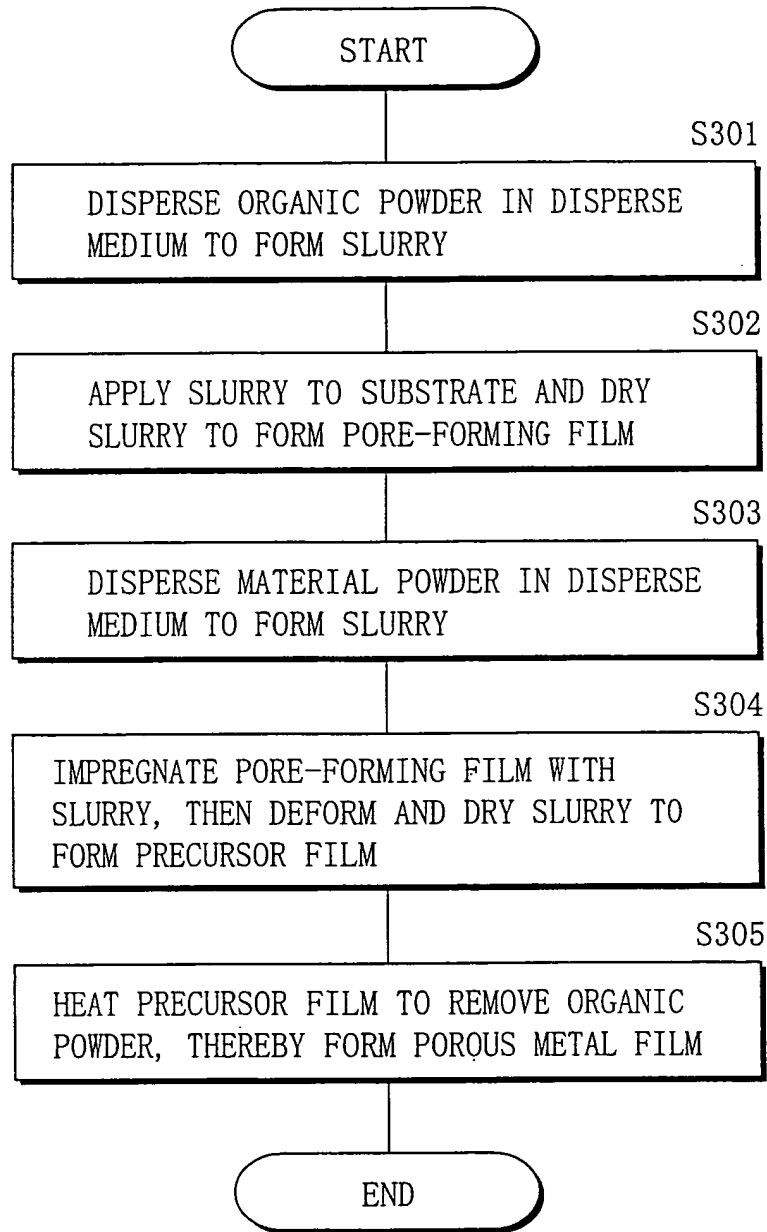 START
S301
DISPERSE ORGANIC POWDER IN DISPERSE
MEDIUM TO FORM SLURRY
S302
APPLY SLURRY TO SUBSTRATE AND DRY
SLURRY TO FORM PORE-FORMING FILM
S303
DISPERSE MATERIAL POWDER IN DISPERSE
MEDIUM TO FORM SLURRY
S304
IMPREGNATE PORE-FORMING FILM WITH
SLURRY, THEN DEFORM AND DRY SLURRY TO
FORM PRECURSOR FILM
S305
HEAT PRECURSOR FILM TO REMOVE ORGANIC
POWDER, THEREBY FORM POROUS METAL FILM
END